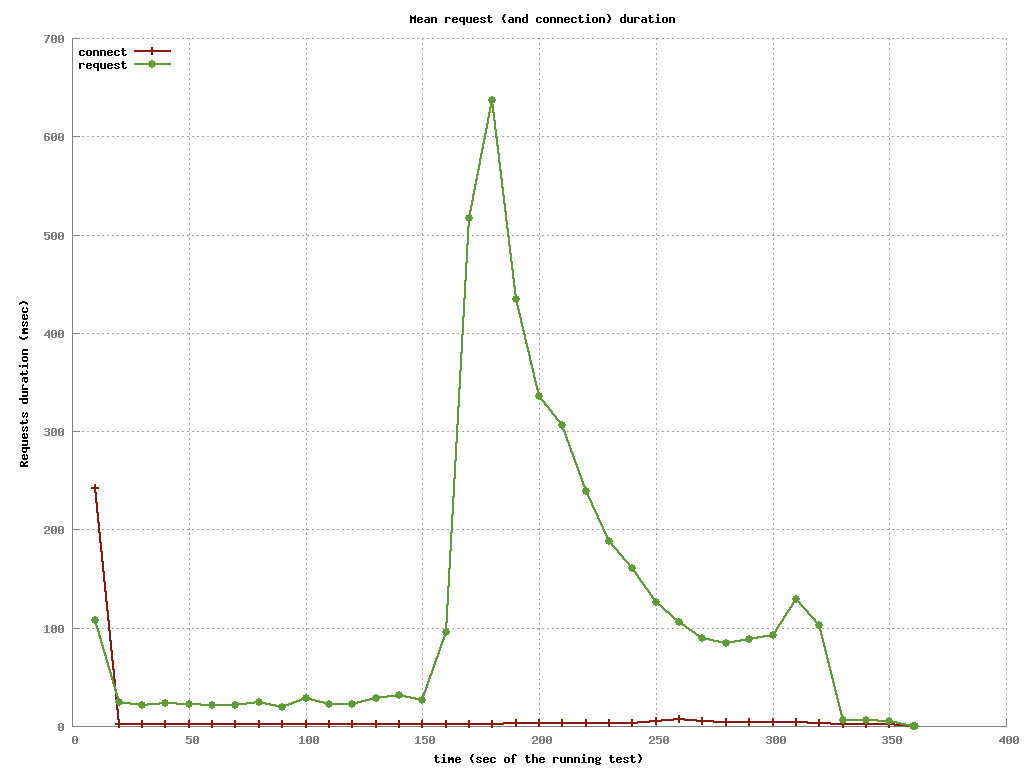 Mean request (and connection) duration
700
connect
request
600
500
400
300
200
100
0
Requests duration (msec)
0 50 100 150 200 250 300 350 400
time (sec of the running test)